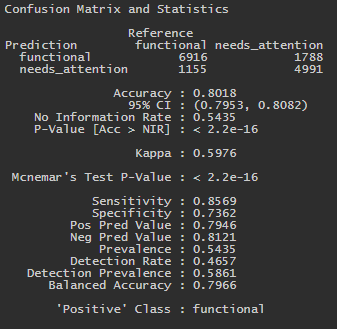 Confusion Matrix and Statistics
Reference
Prediction functional needs_attention
functional 6916 1788
needs_attention 1155 4991
Accuracy : 0.8018
95% CI : (0.7953, 0.8082)
No Information Rate : 0.5435
P-Value [Acc > NIR] : < 2.2e-16
Kappa : 0.5976
Mcnemar's Test P-Value : < 2.2e-16
Sensitivity : 0.8569
Specificity : 0.7362
Pos Pred Value : 0.7946
Neg Pred Value : 0.8121
Prevalence : 0.5435
Detection Rate : 0.4657
Detection Prevalence : 0.5861
Balanced Accuracy : 0.7966
'Positive' Class : functional